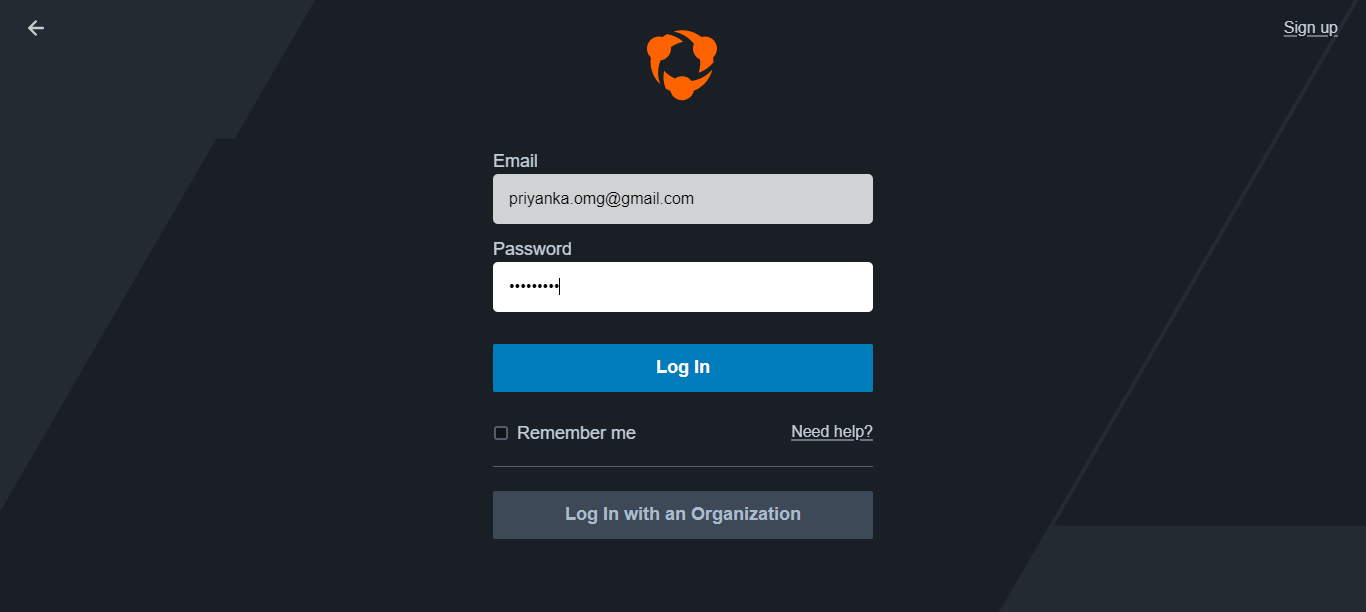 Sign up
Email
priyanka.omg@gmail.com
Password
•••••••••
Log In
Remember me
Need help?
Log In with an Organization